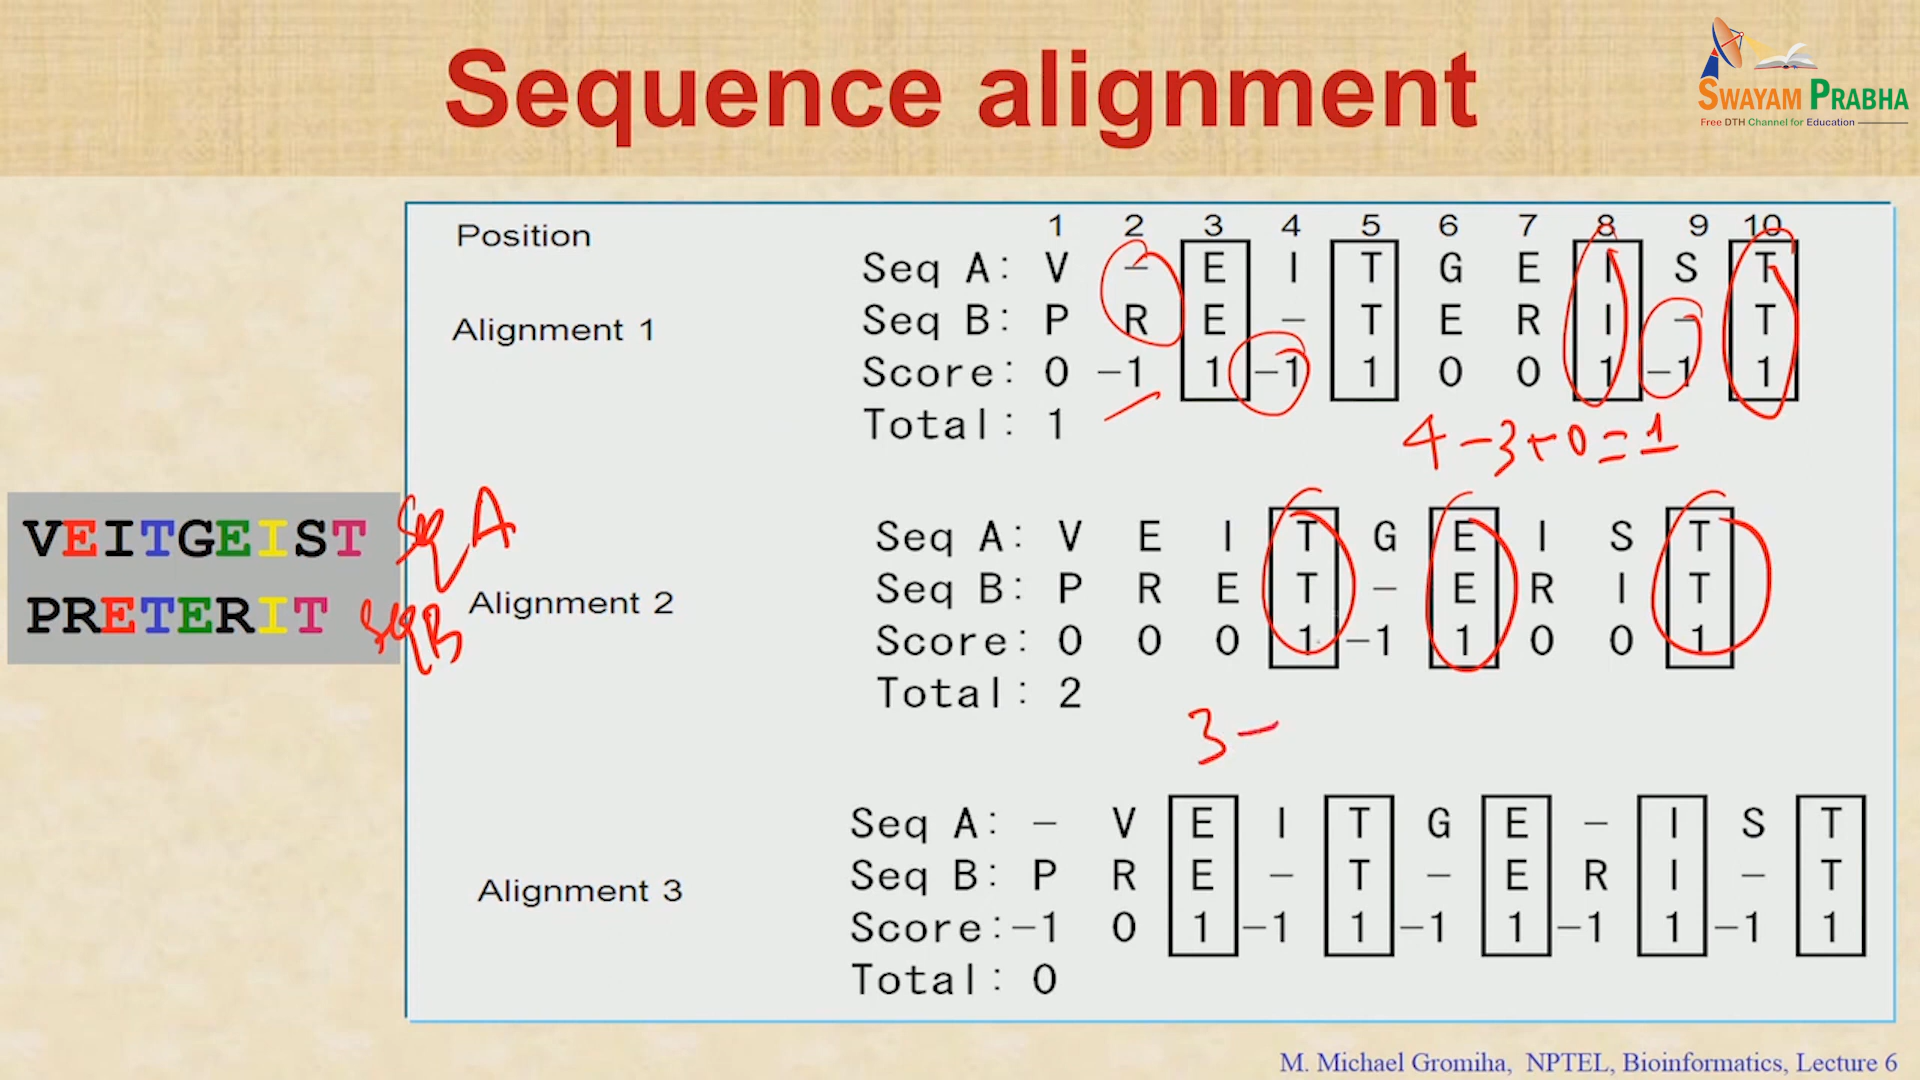 Sequence alignment
SWAYAM PRABHA
Free DTH Channel for Education
Position 1 2 3 4 5 6 7 8 9 10
Seq A: V – E I T G E I S T
Alignment 1
Seq B: P R E – T E R I – T
Score: 0 –1 1 –1 1 0 0 1 –1 1
Total: 1
4 – 3 + 0 = 1
VEITGEIST Seq A
PRETERIT Seq B
Seq A: V E I T G E I S T
Seq B: P R E T – E R I T
Alignment 2
Score: 0 0 0 1 –1 1 0 0 1
Total: 2
3 –
Seq A: – V E I T G E – I S T
Seq B: P R E – T – E R I – T
Alignment 3
Score: –1 0 1 –1 1 –1 1 –1 1 –1 1
Total: 0
M. Michael Gromiha, NPTEL, Bioinformatics, Lecture 6